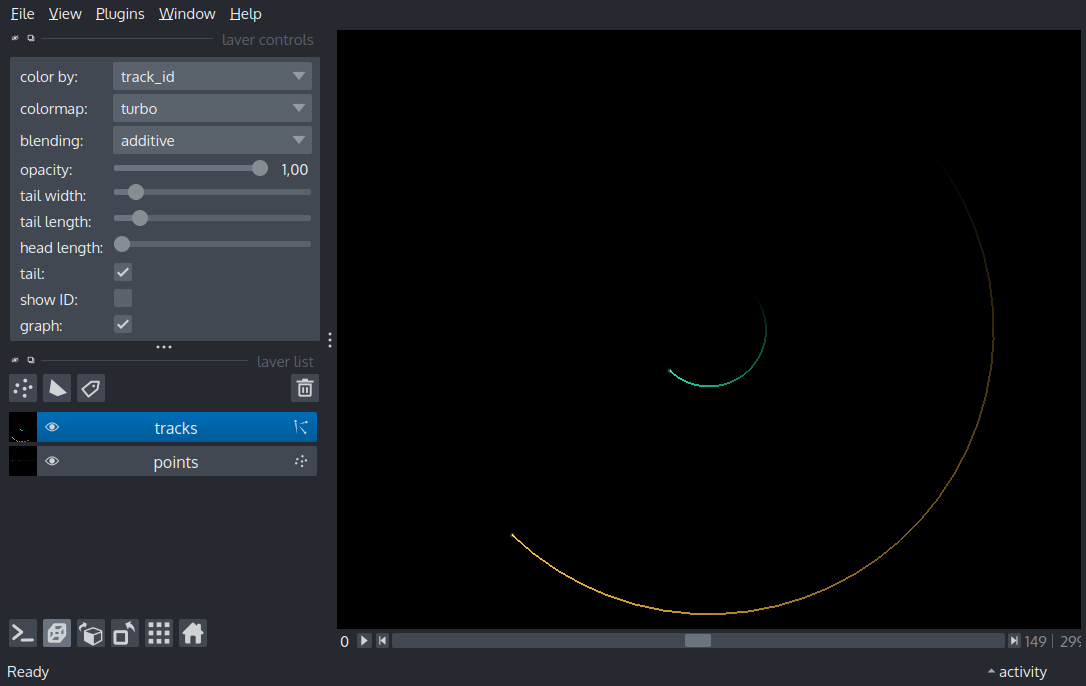 File View Plugins Window Help
layer controls
color by: track_id
colormap: turbo
blending: additive
opacity: 1,00
tail width:
tail length:
head length:
tail:
show ID:
graph:
layer list
tracks
points
0 149 299
Ready
activity